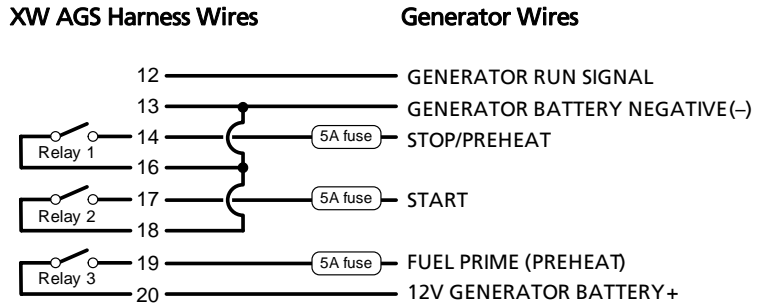 XW AGS Harness Wires Generator Wires
12 GENERATOR RUN SIGNAL
13 GENERATOR BATTERY NEGATIVE(–)
14 5A fuse STOP/PREHEAT
Relay 1
16
17 5A fuse START
Relay 2
18
19 5A fuse FUEL PRIME (PREHEAT)
Relay 3
20 12V GENERATOR BATTERY+